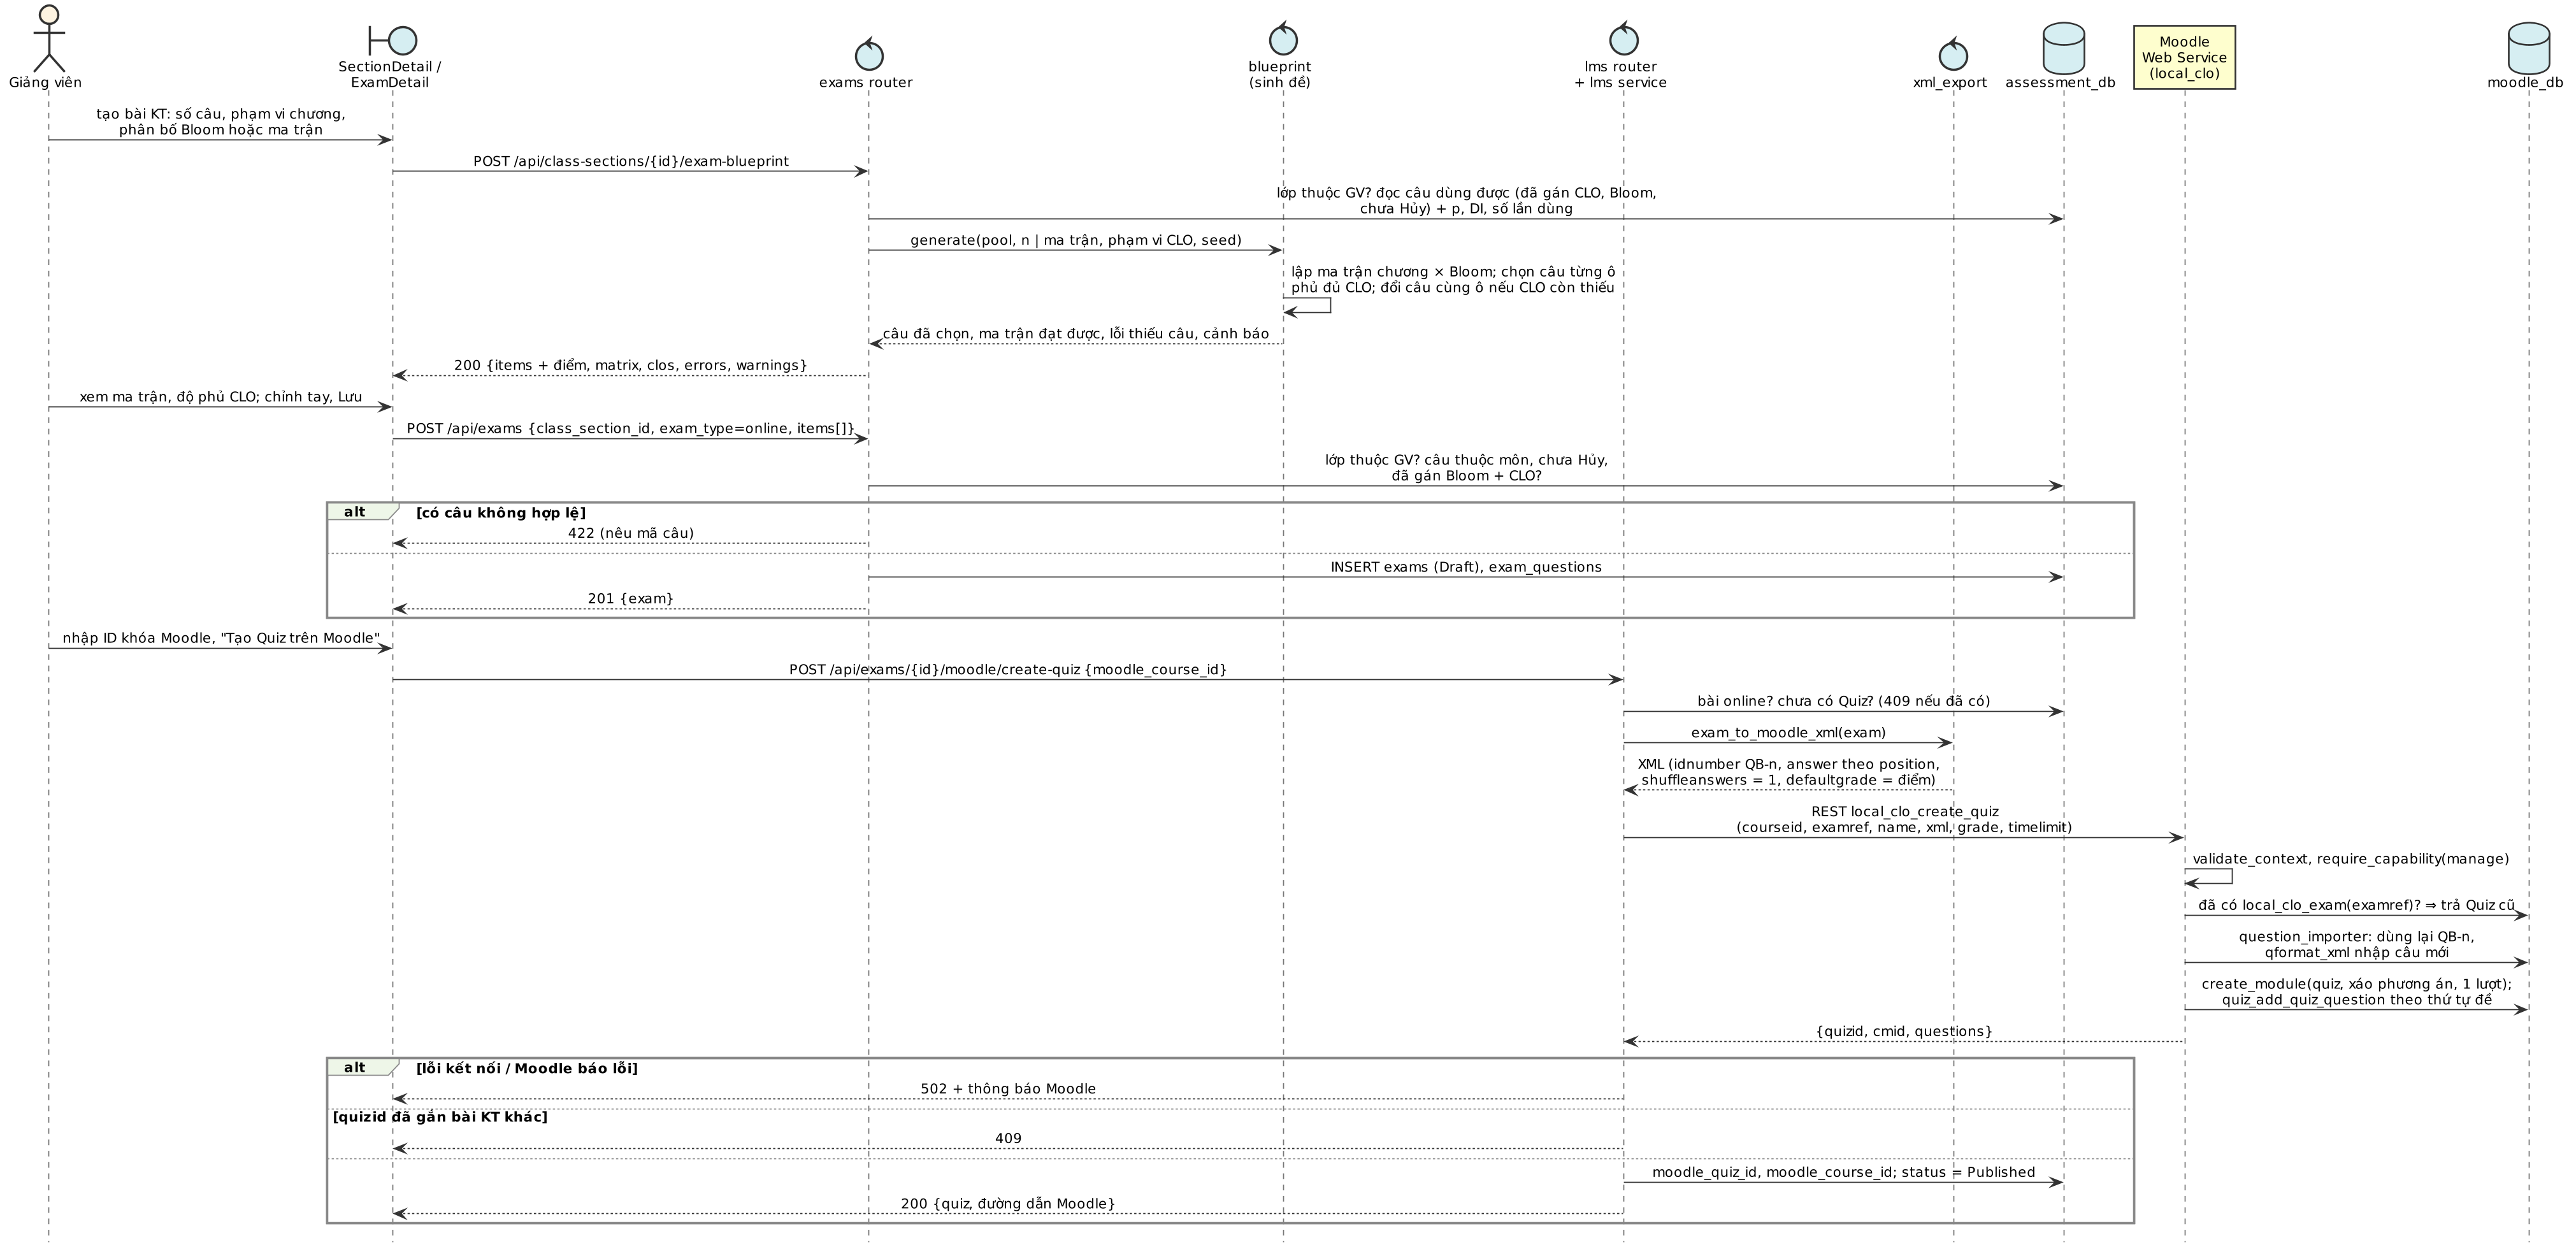 Giảng viên
SectionDetail /
ExamDetail
exams router
blueprint
(sinh đề)
lms router
+ lms service
xml_export
assessment_db
Moodle
Web Service
(local_clo)
moodle_db
tạo bài KT: số câu, phạm vi chương,
phân bố Bloom hoặc ma trận
POST /api/class-sections/{id}/exam-blueprint
lớp thuộc GV? đọc câu dùng được (đã gán CLO, Bloom,
chưa Hủy) + p, DI, số lần dùng
generate(pool, n | ma trận, phạm vi CLO, seed)
lập ma trận chương × Bloom; chọn câu từng ô
phủ đủ CLO; đổi câu cùng ô nếu CLO còn thiếu
câu đã chọn, ma trận đạt được, lỗi thiếu câu, cảnh báo
200 {items + điểm, matrix, clos, errors, warnings}
xem ma trận, độ phủ CLO; chỉnh tay, Lưu
POST /api/exams {class_section_id, exam_type=online, items[]}
lớp thuộc GV? câu thuộc môn, chưa Hủy,
đã gán Bloom + CLO?
alt [có câu không hợp lệ]
422 (nêu mã câu)
INSERT exams (Draft), exam_questions
201 {exam}
nhập ID khóa Moodle, "Tạo Quiz trên Moodle"
POST /api/exams/{id}/moodle/create-quiz {moodle_course_id}
bài online? chưa có Quiz? (409 nếu đã có)
exam_to_moodle_xml(exam)
XML (idnumber QB-n, answer theo position,
shuffleanswers = 1, defaultgrade = điểm)
REST local_clo_create_quiz
(courseid, examref, name, xml, grade, timelimit)
validate_context, require_capability(manage)
đã có local_clo_exam(examref)? ⇒ trả Quiz cũ
question_importer: dùng lại QB-n,
qformat_xml nhập câu mới
create_module(quiz, xáo phương án, 1 lượt);
quiz_add_quiz_question theo thứ tự đề
{quizid, cmid, questions}
alt [lỗi kết nối / Moodle báo lỗi]
502 + thông báo Moodle
[quizid đã gắn bài KT khác]
409
moodle_quiz_id, moodle_course_id; status = Published
200 {quiz, đường dẫn Moodle}